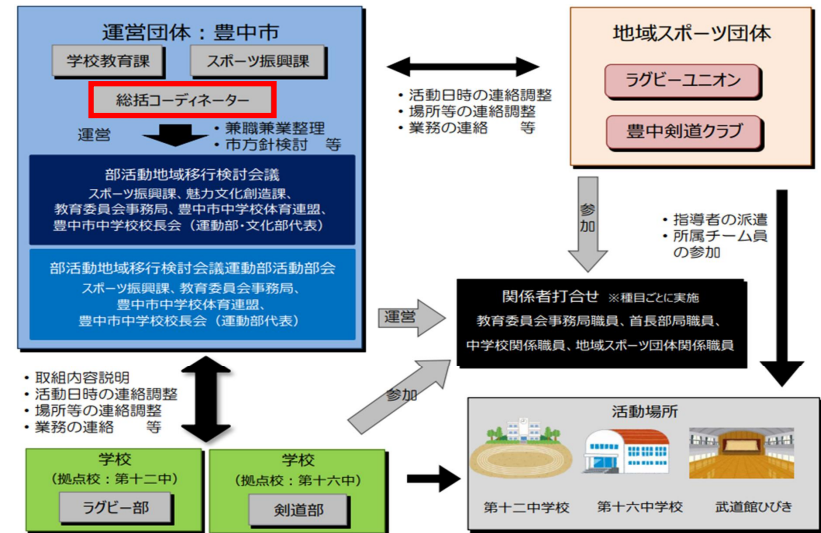 運営団体：豊中市
学校教育課
スポーツ振興課
総括コーディネーター
運営
・兼職兼業整理
・市方針検討　等
部活動地域移行検討会議
スポーツ振興課、魅力文化創造課、
教育委員会事務局、豊中市中学校体育連盟、
豊中市中学校校長会（運動部・文化部代表）
部活動地域移行検討会議運動部活動部会
スポーツ振興課、教育委員会事務局、
豊中市中学校体育連盟、
豊中市中学校校長会（運動部代表）
・活動日時の連絡調整
・場所等の連絡調整
・業務の連絡　　等
地域スポーツ団体
ラグビーユニオン
豊中剣道クラブ
参加
・指導者の派遣
・所属チーム員
の参加
運営
関係者打合せ ※種目ごとに実施
教育委員会事務局職員、首長部局職員、
中学校関係職員、地域スポーツ団体関係職員
・取組内容説明
・活動日時の連絡調整
・場所等の連絡調整
・業務の連絡　　等
参加
学校
（拠点校：第十二中）
ラグビー部
学校
（拠点校：第十六中）
剣道部
活動場所
第十二中学校
第十六中学校
武道館ひびき